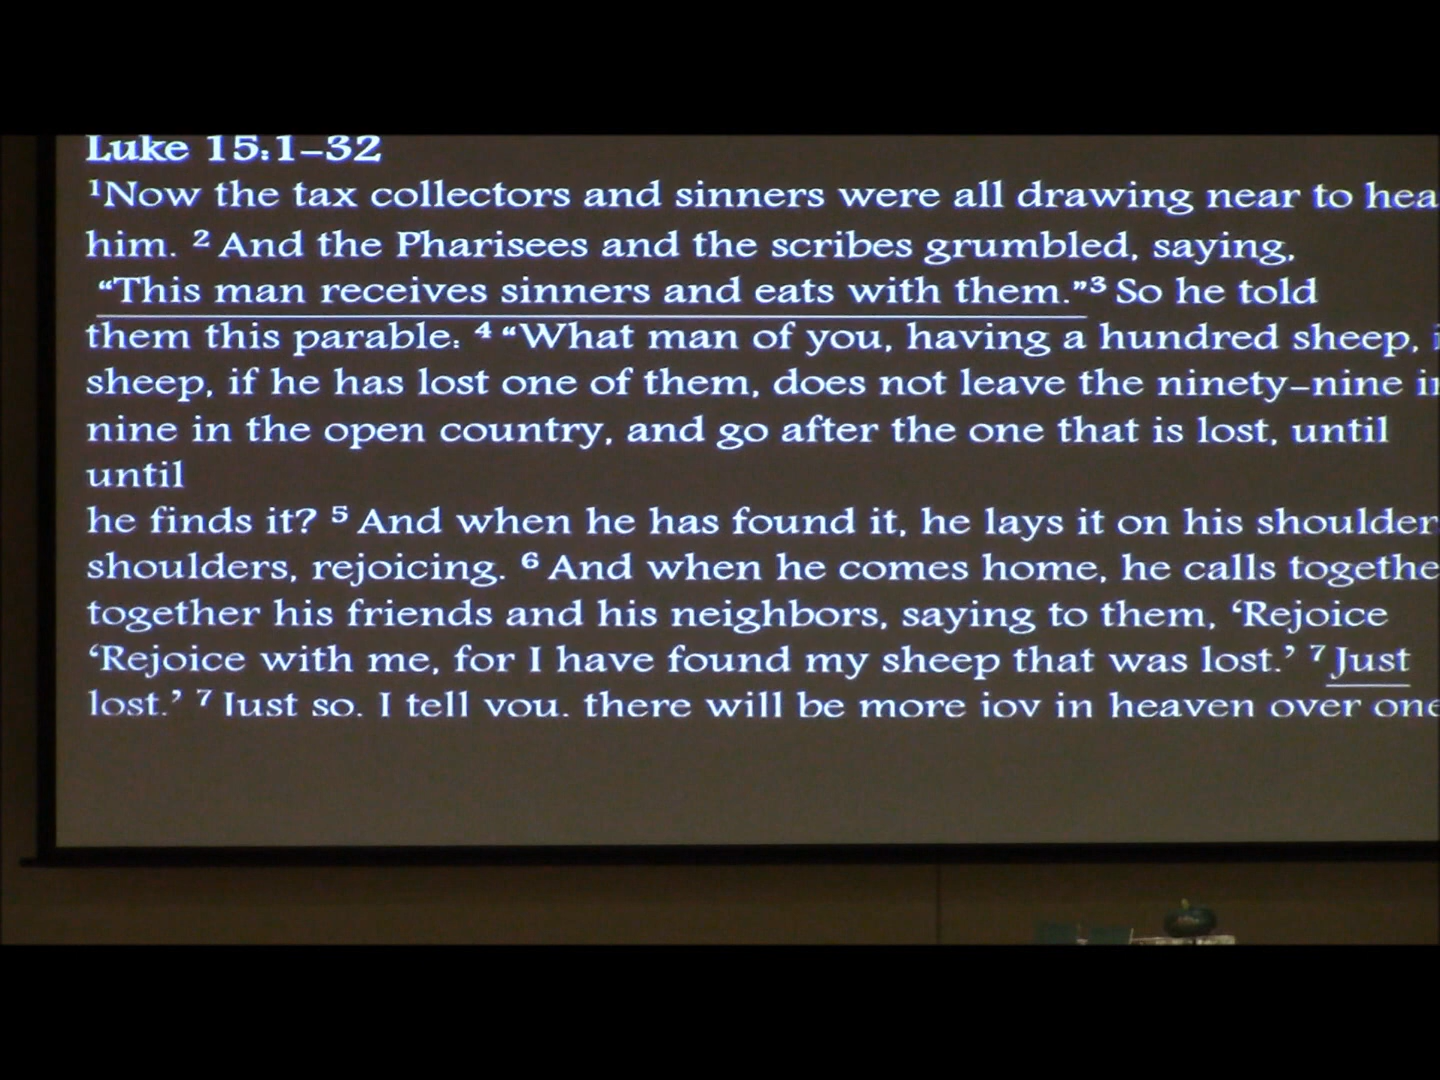 Luke 15:1–32
¹Now the tax collectors and sinners were all drawing near to hea
him. ² And the Pharisees and the scribes grumbled, saying,
“This man receives sinners and eats with them.”³ So he told
them this parable: ⁴ “What man of you, having a hundred sheep, i
sheep, if he has lost one of them, does not leave the ninety–nine in
nine in the open country, and go after the one that is lost, until
until
he finds it? ⁵ And when he has found it, he lays it on his shoulder
shoulders, rejoicing. ⁶ And when he comes home, he calls togethe
together his friends and his neighbors, saying to them, ‘Rejoice
‘Rejoice with me, for I have found my sheep that was lost.’ ⁷ Just
lost.’ ⁷ Just so, I tell you, there will be more joy in heaven over one